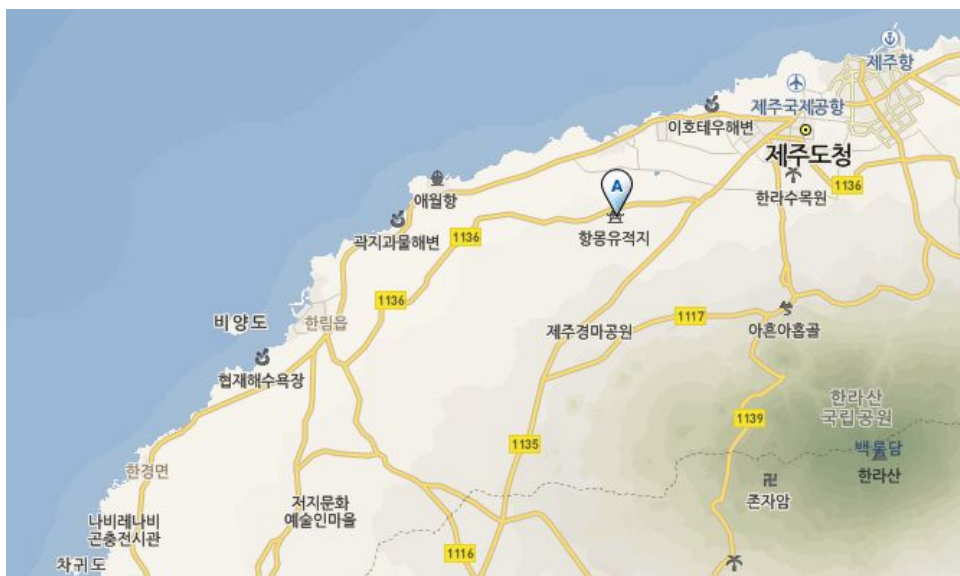 제주항
제주국제공항
이호테우해변
제주도청
1136
한라수목원
A
애월항
항몽유적지
곽지과물해변
1136
1136
비양도
한림읍
1117
제주경마공원
아흔아홉골
협재해수욕장
한라산
국립공원
1139
1135
백록담
한라산
한경면
존자암
저지문화
예술인마을
나비레나비
곤충전시관
1116
차귀도